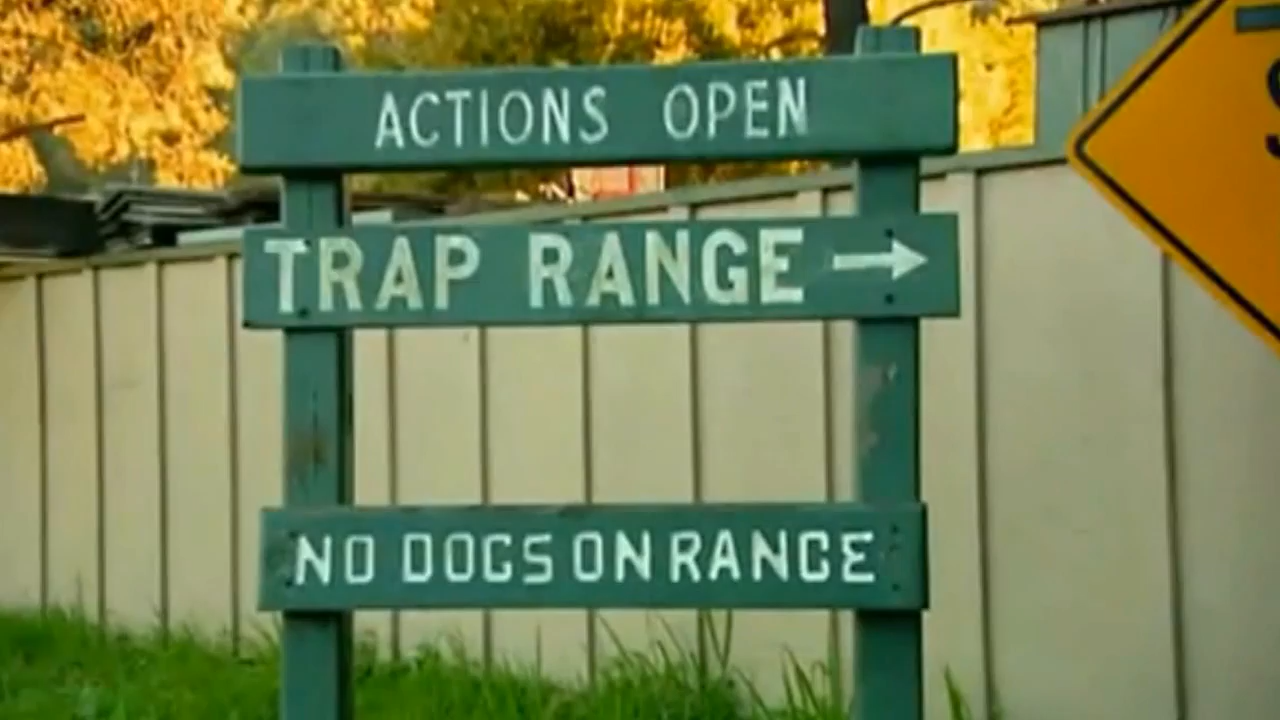 ACTIONS OPEN
TRAP RANGE →
NO DOGS ON RANGE